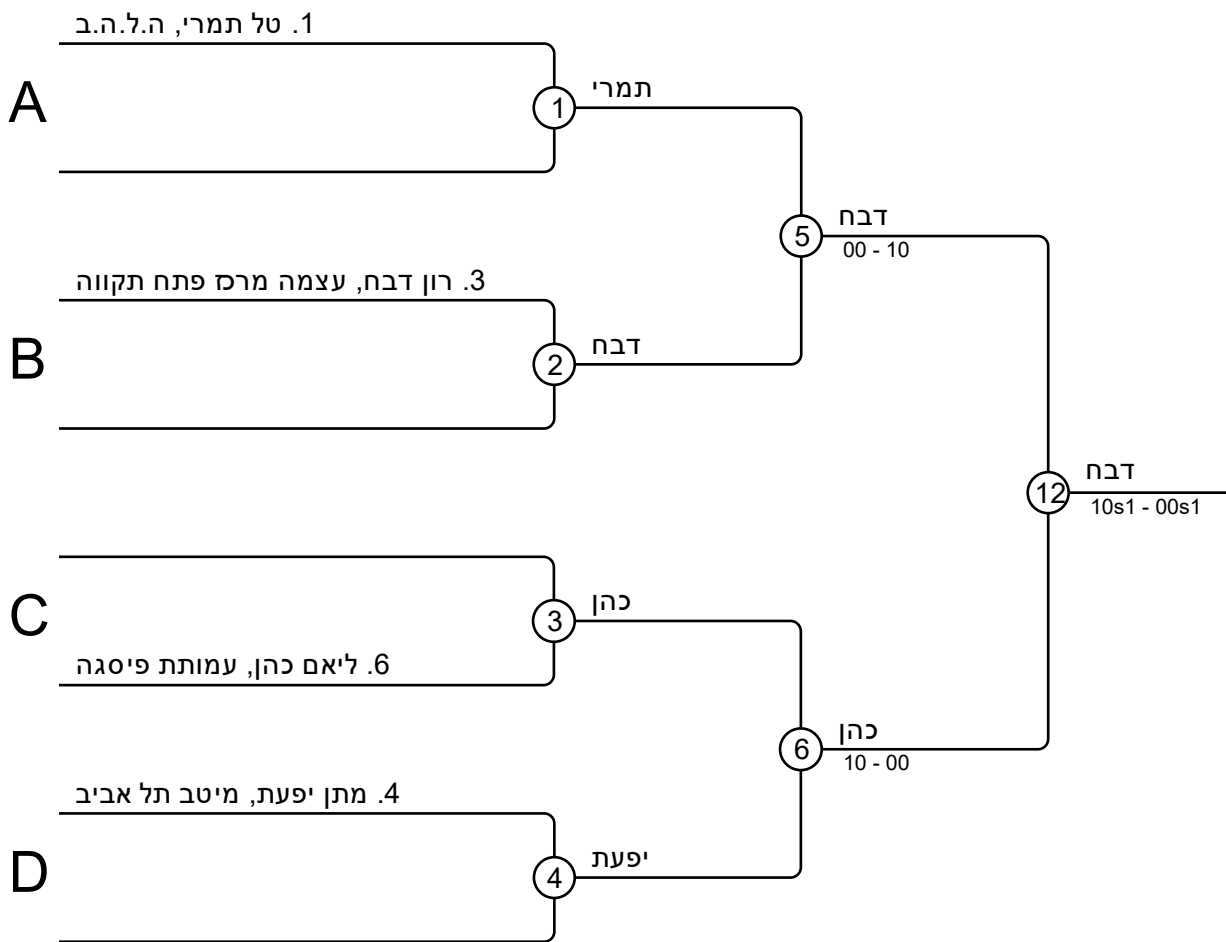 1. טל תמרי, ה.ל.ה.ב
A
1
תמרי
5
דבח
00 - 10
3. רון דבח, עצמה מרכז פתח תקווה
B
2
דבח
12
דבח
10s1 - 00s1
C
3
כהן
6. ליאם כהן, עמותת פיסגה
6
כהן
10 - 00
4. מתן יפעת, מיטב תל אביב
D
4
יפעת